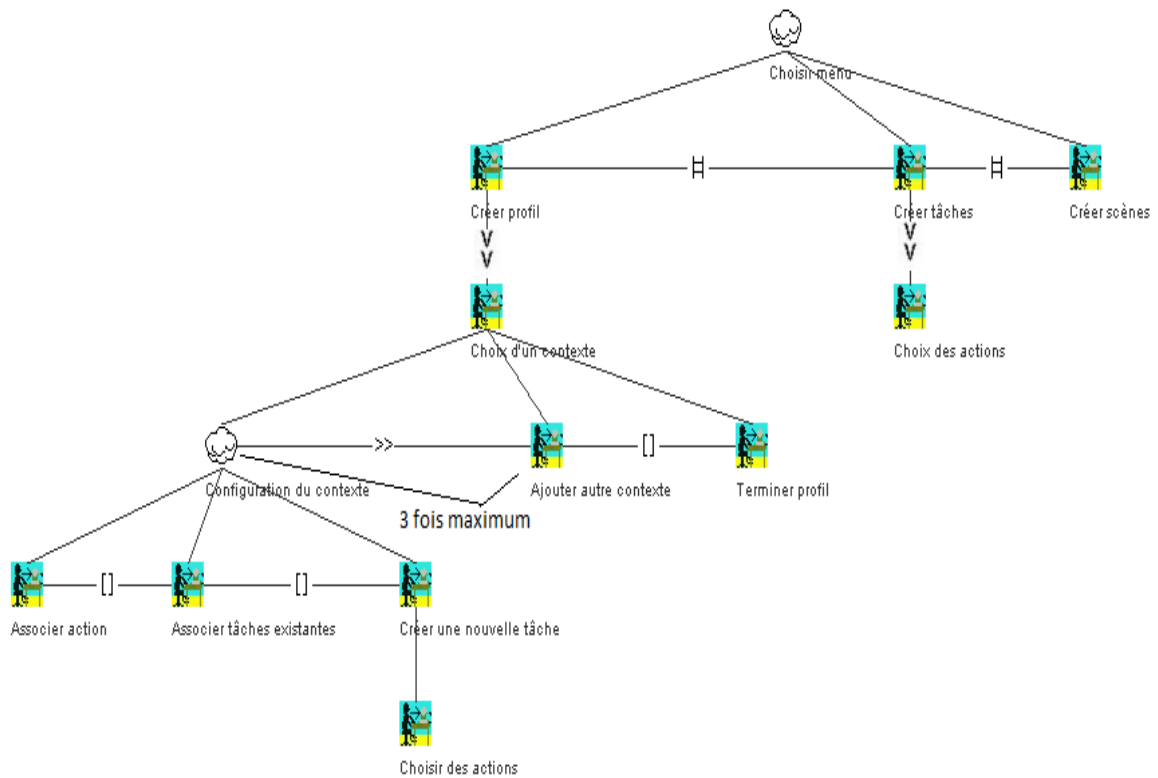 Choisir menu
Créer profil
Créer tâches
Créer scènes
Choix d'un contexte
Choix des actions
>>
[]
Configuration du contexte
Ajouter autre contexte
Terminer profil
3 fois maximum
[]
[]
Associer action
Associer tâches existantes
Créer une nouvelle tâche
Choisir des actions